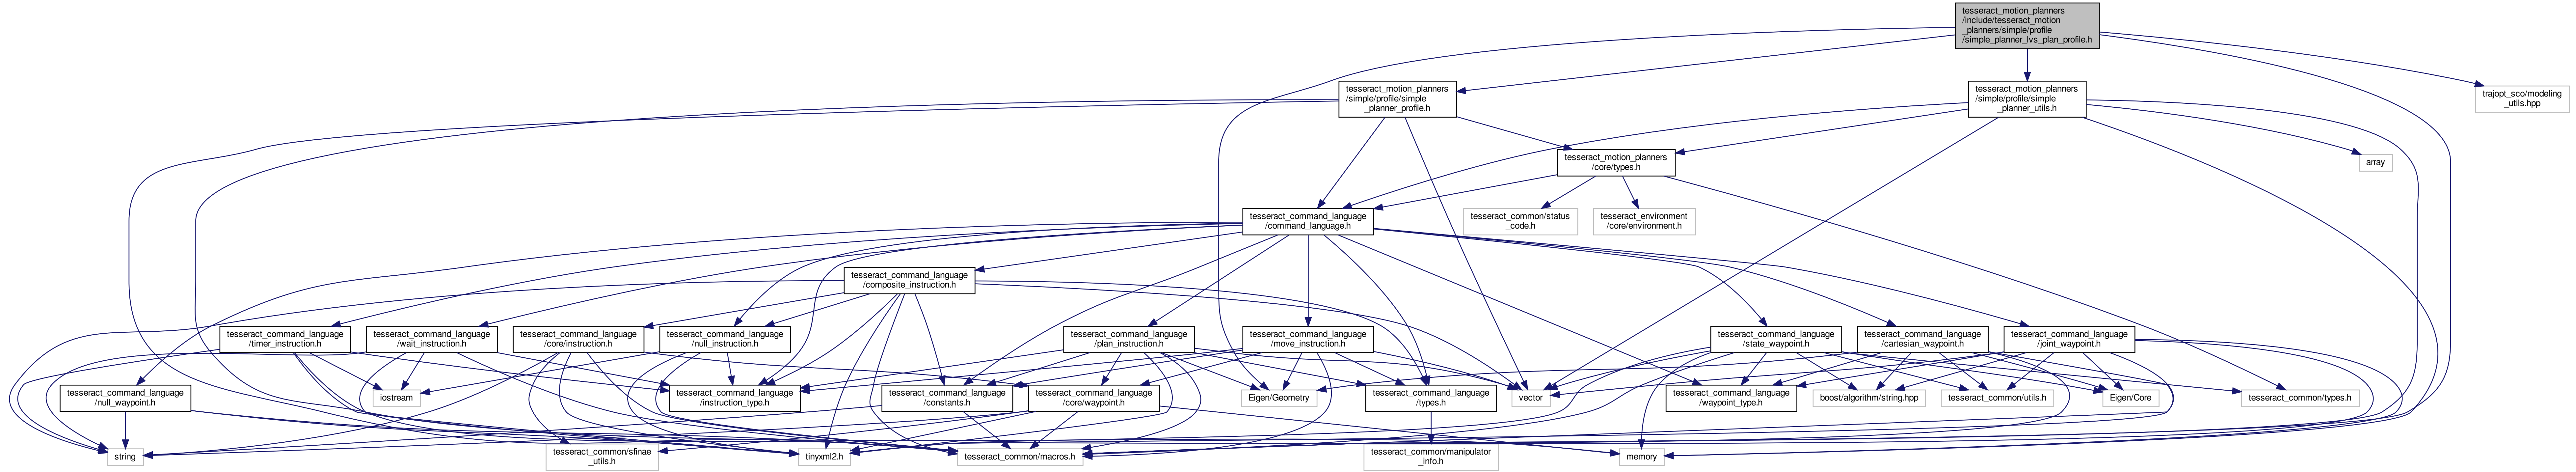 tesseract_motion_planners
/include/tesseract_motion
_planners/simple/profile
/simple_planner_lvs_plan_profile.h
tesseract_motion_planners
/simple/profile/simple
_planner_profile.h
tesseract_motion_planners
/simple/profile/simple
_planner_utils.h
trajopt_sco/modeling
_utils.hpp
tesseract_motion_planners
/core/types.h
array
tesseract_command_language
/command_language.h
tesseract_common/status
_code.h
tesseract_environment
/core/environment.h
tesseract_command_language
/composite_instruction.h
tesseract_command_language
/timer_instruction.h
tesseract_command_language
/wait_instruction.h
tesseract_command_language
/core/instruction.h
tesseract_command_language
/null_instruction.h
tesseract_command_language
/plan_instruction.h
tesseract_command_language
/move_instruction.h
tesseract_command_language
/state_waypoint.h
tesseract_command_language
/cartesian_waypoint.h
tesseract_command_language
/joint_waypoint.h
tesseract_command_language
/null_waypoint.h
iostream
tesseract_command_language
/instruction_type.h
tesseract_command_language
/constants.h
tesseract_command_language
/core/waypoint.h
Eigen/Geometry
tesseract_command_language
/types.h
vector
tesseract_command_language
/waypoint_type.h
boost/algorithm/string.hpp
tesseract_common/utils.h
Eigen/Core
tesseract_common/types.h
string
tesseract_common/sfinae
_utils.h
tinyxml2.h
tesseract_common/macros.h
tesseract_common/manipulator
_info.h
memory